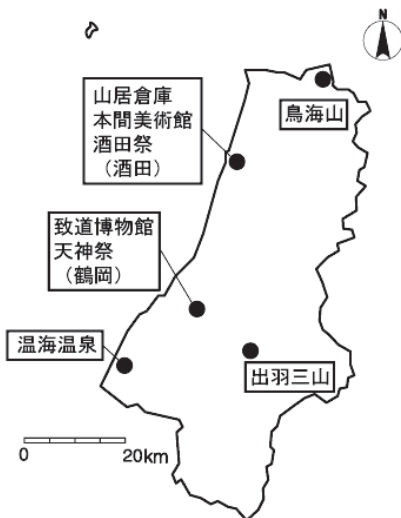 N
鳥海山
山居倉庫
本間美術館
酒田祭
（酒田）
致道博物館
天神祭
（鶴岡）
温海温泉
出羽三山
0 20km